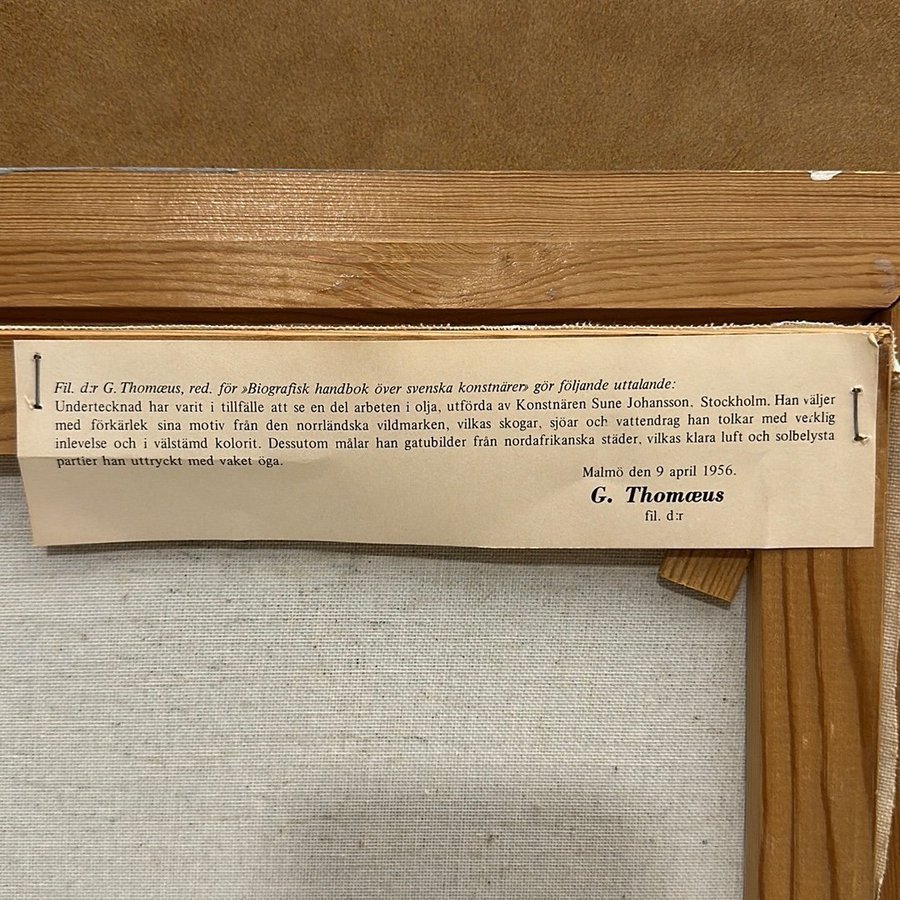 Fil. d:r G. Thomæus, red. för »Biografisk handbok över svenska konstnärer» gör följande uttalande:
Undertecknad har varit i tillfälle att se en del arbeten i olja, utförda av Konstnären Sune Johansson, Stockholm. Han väljer
med förkärlek sina motiv från den norrländska vildmarken, vilkas skogar, sjöar och vattendrag han tolkar med verklig
inlevelse och i välstämd kolorit. Dessutom målar han gatubilder från nordafrikanska städer, vilkas klara luft och solbelysta
partier han uttryckt med vaket öga.
Malmö den 9 april 1956.
G. Thomæus
fil. d:r